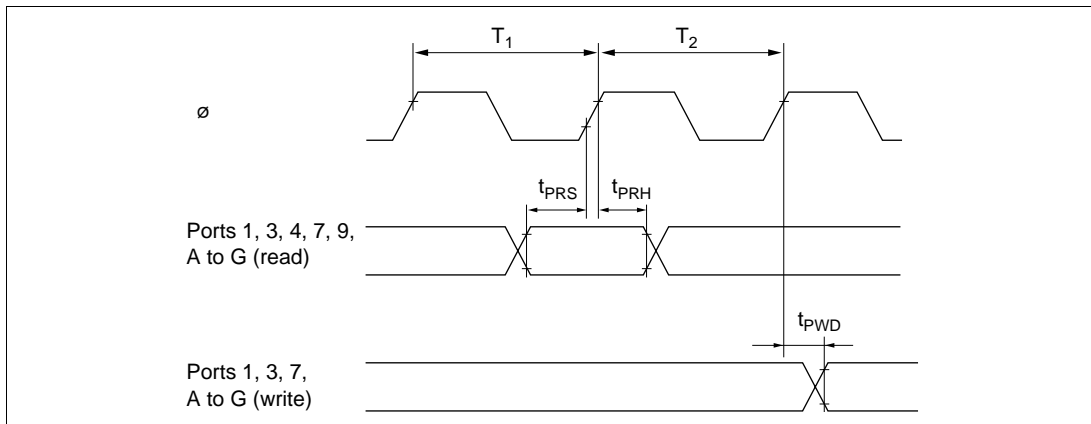 T1 T2
ø
tPRS tPRH
Ports 1, 3, 4, 7, 9,
A to G (read)
tPWD
Ports 1, 3, 7,
A to G (write)